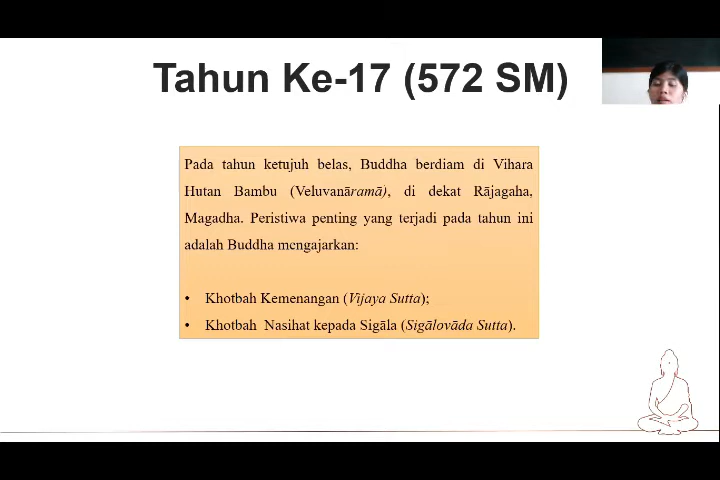 Tahun Ke-17 (572 SM)
Pada tahun ketujuh belas, Buddha berdiam di Vihara
Hutan Bambu (Veluvanāramā), di dekat Rājagaha,
Magadha. Peristiwa penting yang terjadi pada tahun ini
adalah Buddha mengajarkan:
• Khotbah Kemenangan (Vijaya Sutta);
• Khotbah Nasihat kepada Sigāla (Sigālovāda Sutta).